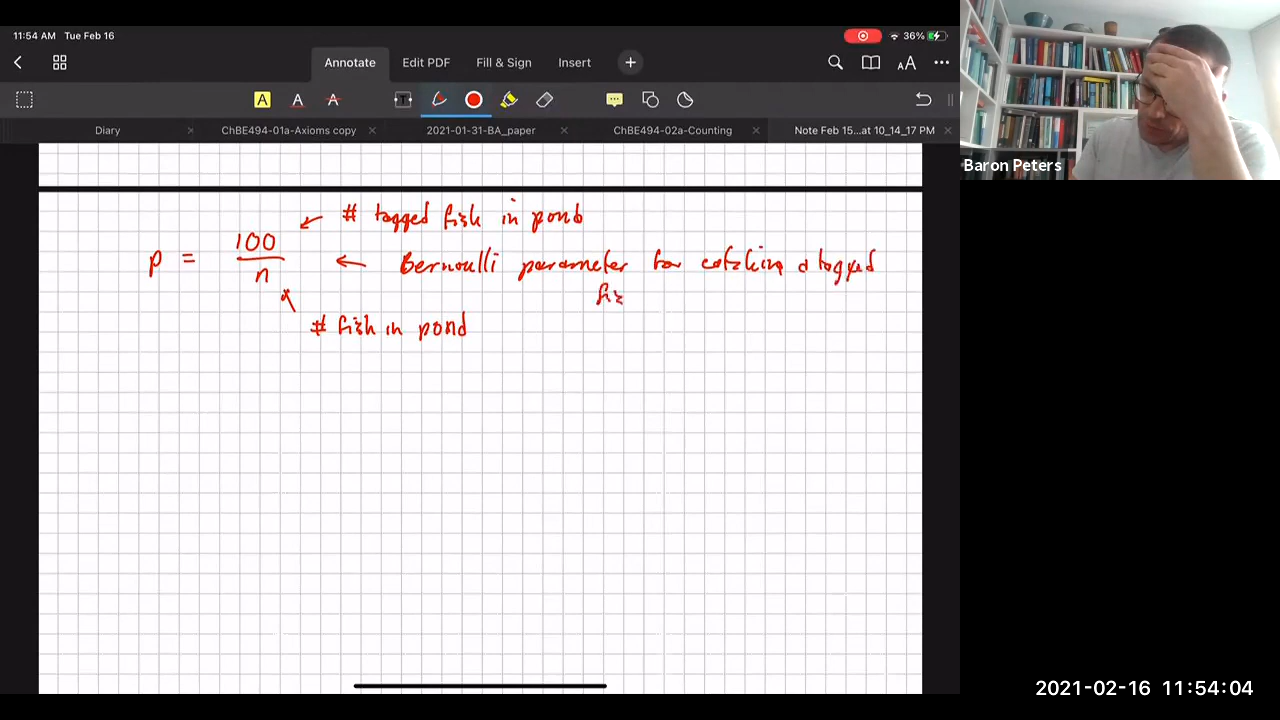 11:54 AM Tue Feb 16
36%
Annotate
Edit PDF
Fill & Sign
Insert
AA
A
A
A
T
Diary
ChBE494-01a-Axioms copy
2021-01-31-BA_paper
ChBE494-02a-Counting
Note Feb 15...at 10_14_17 PM
Baron Peters
# tagged fish in pond
p = 100/n ← Bernoulli parameter for catching a tagged
fis
# fish in pond
2021-02-16 11:54:04